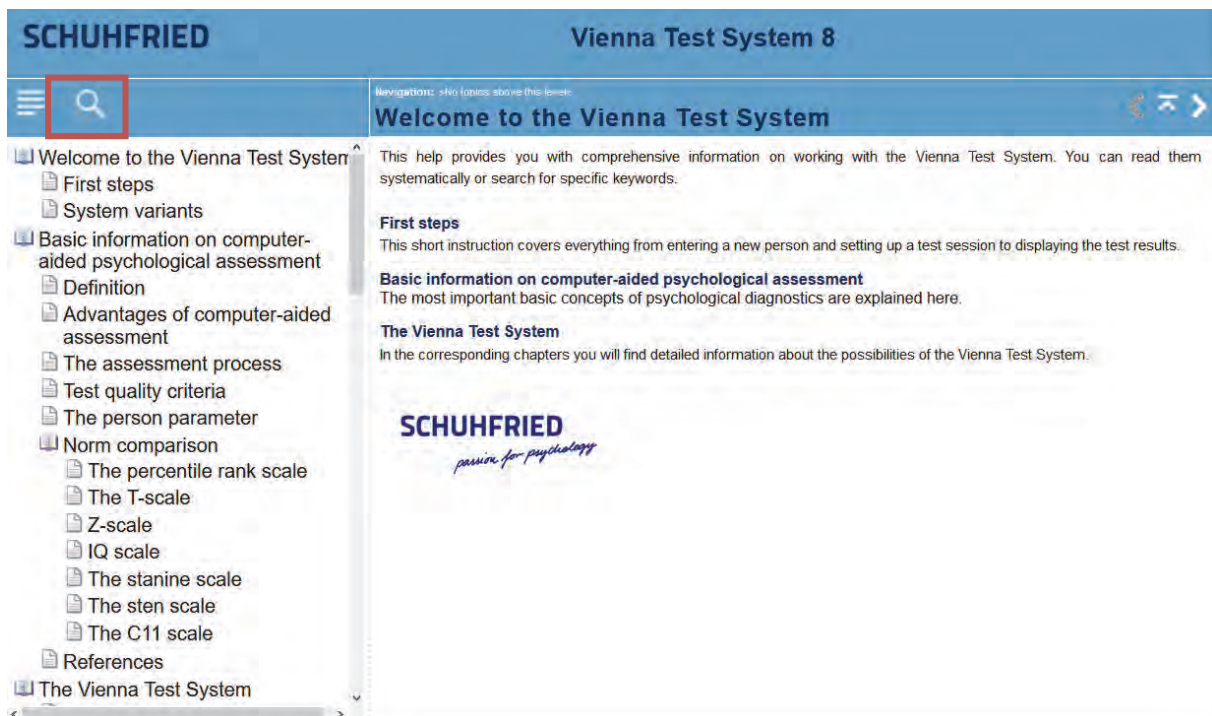 SCHUHFRIED
Vienna Test System 8
Navigation: »No topics above this level«
Welcome to the Vienna Test System
Welcome to the Vienna Test System
First steps
System variants
Basic information on computer-
aided psychological assessment
Definition
Advantages of computer-aided
assessment
The assessment process
Test quality criteria
The person parameter
Norm comparison
The percentile rank scale
The T-scale
Z-scale
IQ scale
The stanine scale
The sten scale
The C11 scale
References
The Vienna Test System
This help provides you with comprehensive information on working with the Vienna Test System. You can read them
systematically or search for specific keywords.
First steps
This short instruction covers everything from entering a new person and setting up a test session to displaying the test results.
Basic information on computer-aided psychological assessment
The most important basic concepts of psychological diagnostics are explained here.
The Vienna Test System
In the corresponding chapters you will find detailed information about the possibilities of the Vienna Test System.
SCHUHFRIED
passion for psychology